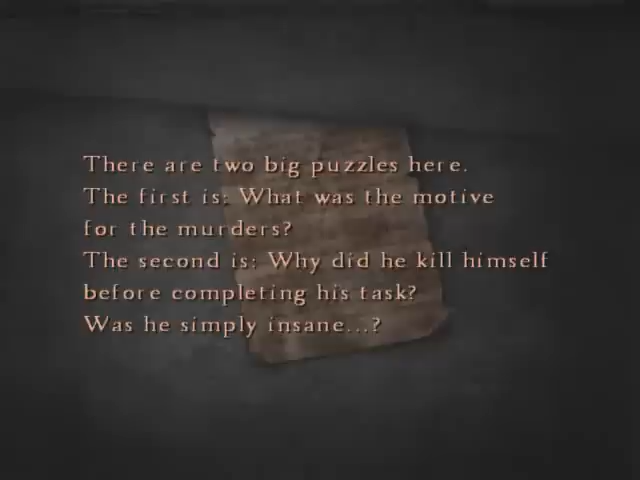 There are two big puzzles here.
The first is: What was the motive
for the murders?
The second is: Why did he kill himself
before completing his task?
Was he simply insane...?